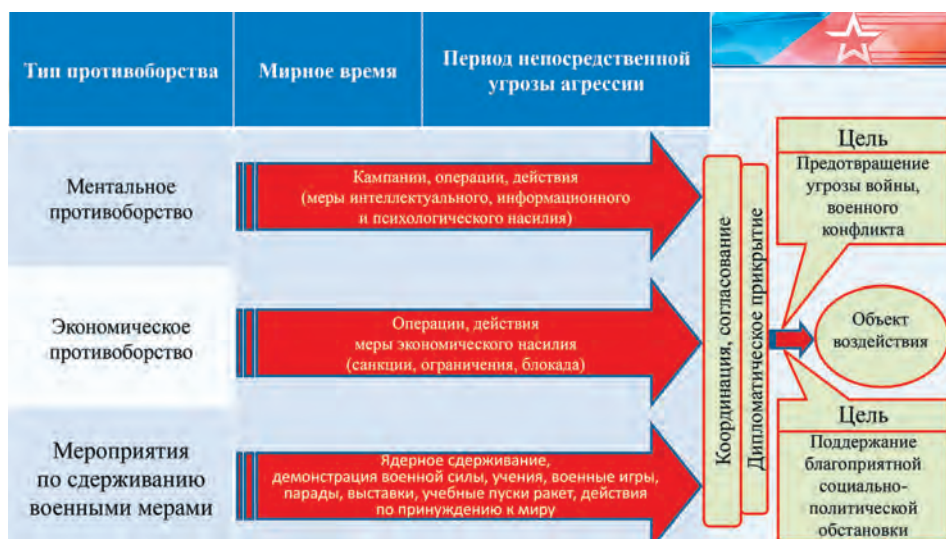 Тип противоборства
Мирное время
Период непосредственной
угрозы агрессии
Ментальное
противоборство
Кампании, операции, действия
(меры интеллектуального, информационного
и психологического насилия)
Экономическое
противоборство
Операции, действия
меры экономического насилия
(санкции, ограничения, блокада)
Мероприятия
по сдерживанию
военными мерами
Ядерное сдерживание,
демонстрация военной силы, учения, военные игры,
парады, выставки, учебные пуски ракет, действия
по принуждению к миру
Координация, согласование
Дипломатическое прикрытие
Цель
Предотвращение
угрозы войны,
военного
конфликта
Объект
воздействия
Цель
Поддержание
благоприятной
социально-
политической
обстановки